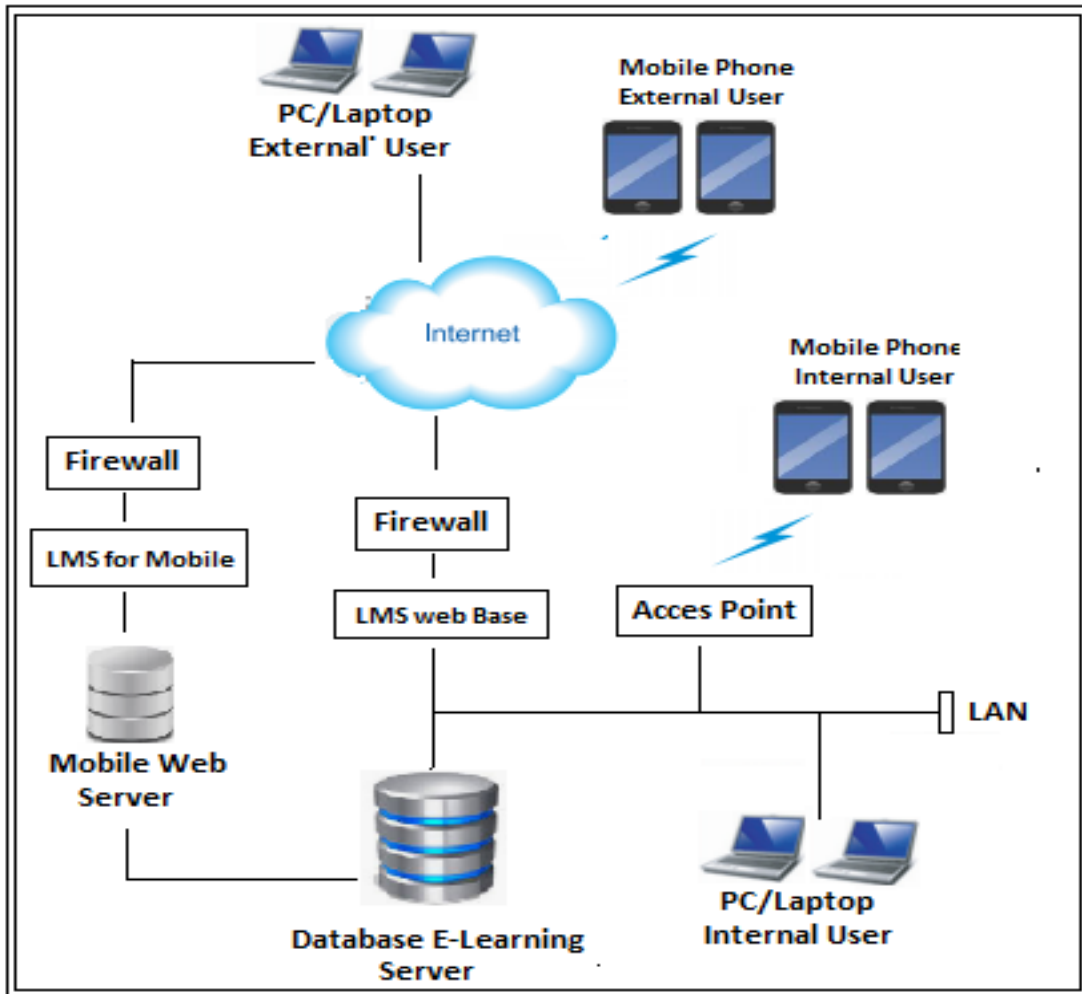 PC/Laptop
External' User
Mobile Phone
External User
Internet
Mobile Phone
Internal User
Firewall
LMS for Mobile
Firewall
LMS web Base
Acces Point
LAN
Mobile Web
Server
Database E-Learning
Server
PC/Laptop
Internal User